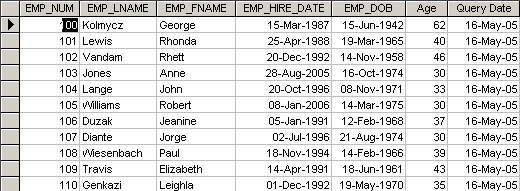 EMP_NUM EMP_LNAME EMP_FNAME EMP_HIRE_DATE EMP_DOB Age Query Date
100 Kolmycz George 15-Mar-1987 15-Jun-1942 62 16-May-05
101 Lewis Rhonda 25-Apr-1988 19-Mar-1965 40 16-May-05
102 Vandam Rhett 20-Dec-1992 14-Nov-1958 46 16-May-05
103 Jones Anne 28-Aug-2005 16-Oct-1974 30 16-May-05
104 Lange John 20-Oct-1996 08-Nov-1971 33 16-May-05
105 Williams Robert 08-Jan-2006 14-Mar-1975 30 16-May-05
106 Duzak Jeanine 05-Jan-1991 12-Feb-1968 37 16-May-05
107 Diante Jorge 02-Jul-1996 21-Aug-1974 30 16-May-05
108 Wiesenbach Paul 18-Nov-1994 14-Feb-1966 39 16-May-05
109 Travis Elizabeth 14-Apr-1991 18-Jun-1961 43 16-May-05
110 Genkazi Leighla 01-Dec-1992 19-May-1970 35 16-May-05